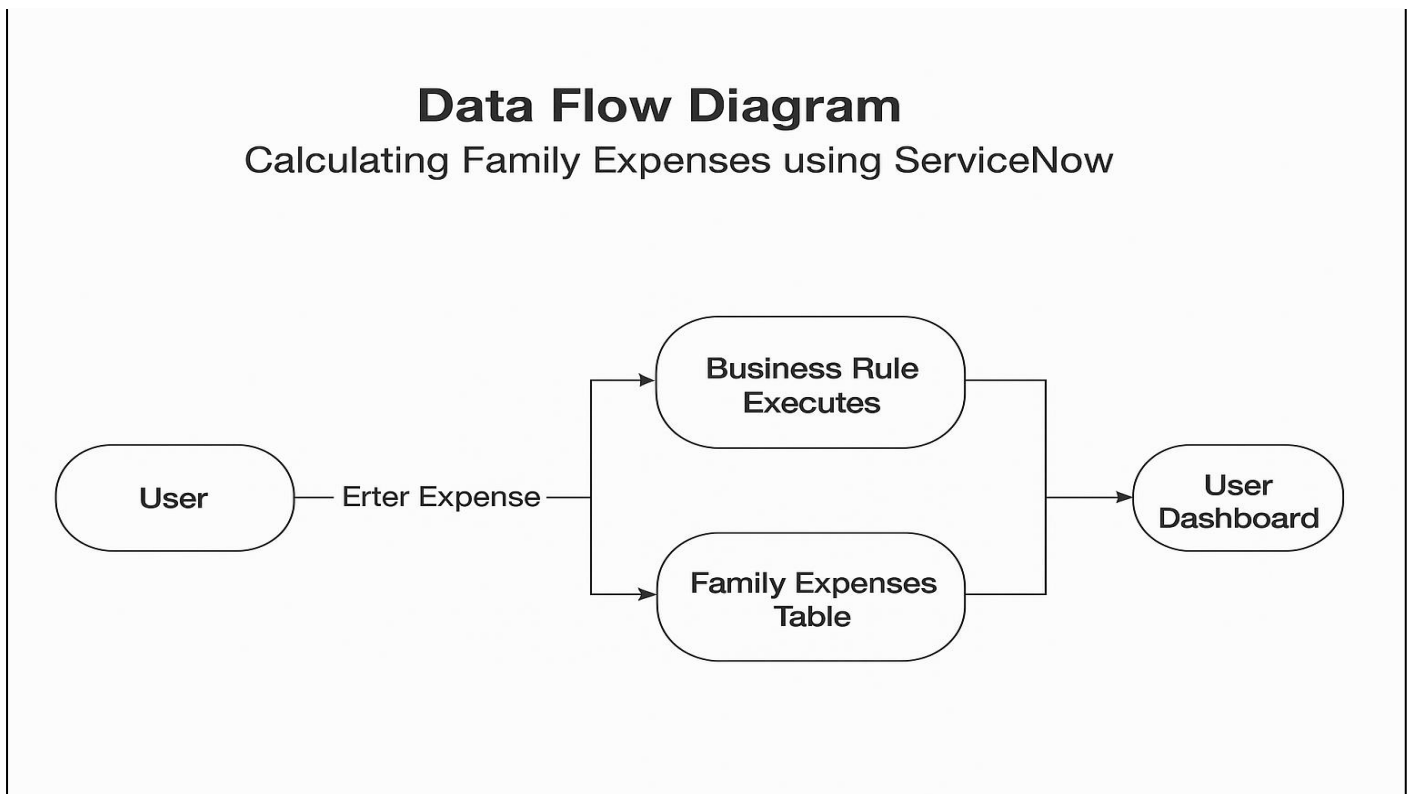 Data Flow Diagram
Calculating Family Expenses using ServiceNow
Business Rule
Executes
User
Erter Expense
User
Dashboard
Family Expenses
Table